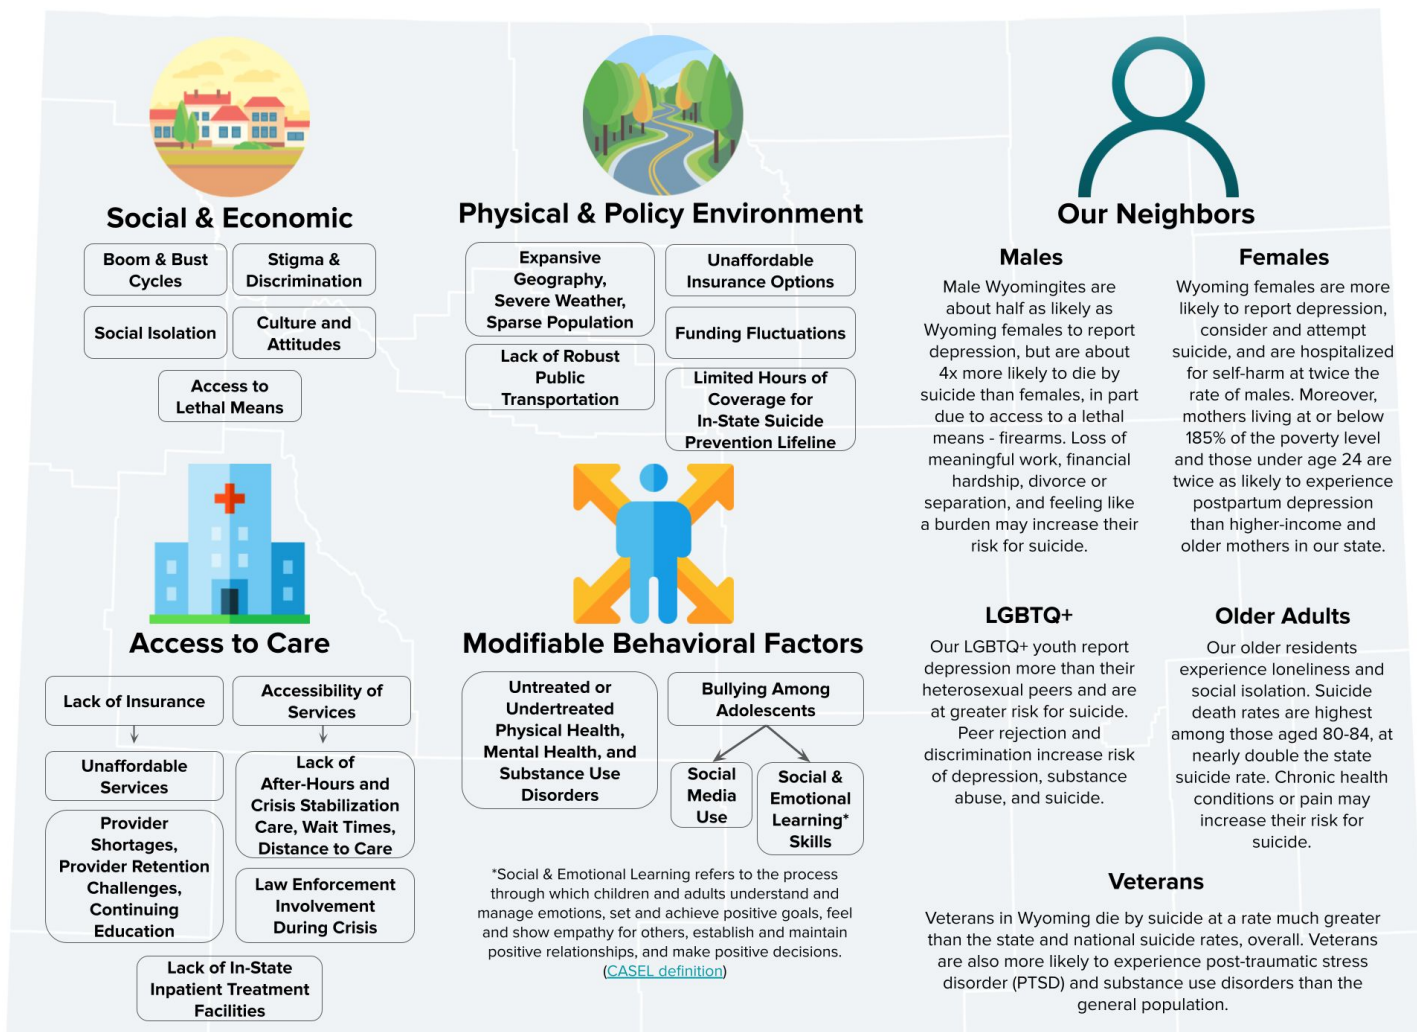 Social & Economic
Boom & Bust
Cycles
Stigma &
Discrimination
Social Isolation
Culture and
Attitudes
Access to
Lethal Means
Physical & Policy Environment
Expansive
Geography,
Severe Weather,
Sparse Population
Unaffordable
Insurance Options
Funding Fluctuations
Lack of Robust
Public
Transportation
Limited Hours of
Coverage for
In-State Suicide
Prevention Lifeline
Access to Care
Lack of Insurance
Accessibility of
Services
Unaffordable
Services
Lack of
After-Hours and
Crisis Stabilization
Care, Wait Times,
Distance to Care
Provider
Shortages,
Provider Retention
Challenges,
Continuing
Education
Law Enforcement
Involvement
During Crisis
Lack of In-State
Inpatient Treatment
Facilities
Modifiable Behavioral Factors
Untreated or
Undertreated
Physical Health,
Mental Health, and
Substance Use
Disorders
Bullying Among
Adolescents
Social
Media
Use
Social &
Emotional
Learning*
Skills
*Social & Emotional Learning refers to the process
through which children and adults understand and
manage emotions, set and achieve positive goals, feel
and show empathy for others, establish and maintain
positive relationships, and make positive decisions.
(CASEL definition)
Our Neighbors
Males
Male Wyomingites are
about half as likely as
Wyoming females to report
depression, but are about
4x more likely to die by
suicide than females, in part
due to access to a lethal
means - firearms. Loss of
meaningful work, financial
hardship, divorce or
separation, and feeling like
a burden may increase their
risk for suicide.
Females
Wyoming females are more
likely to report depression,
consider and attempt
suicide, and are hospitalized
for self-harm at twice the
rate of males. Moreover,
mothers living at or below
185% of the poverty level
and those under age 24 are
twice as likely to experience
postpartum depression
than higher-income and
older mothers in our state.
LGBTQ+
Our LGBTQ+ youth report
depression more than their
heterosexual peers and are
at greater risk for suicide.
Peer rejection and
discrimination increase risk
of depression, substance
abuse, and suicide.
Older Adults
Our older residents
experience loneliness and
social isolation. Suicide
death rates are highest
among those aged 80-84, at
nearly double the state
suicide rate. Chronic health
conditions or pain may
increase their risk for
suicide.
Veterans
Veterans in Wyoming die by suicide at a rate much greater
than the state and national suicide rates, overall. Veterans
are also more likely to experience post-traumatic stress
disorder (PTSD) and substance use disorders than the
general population.